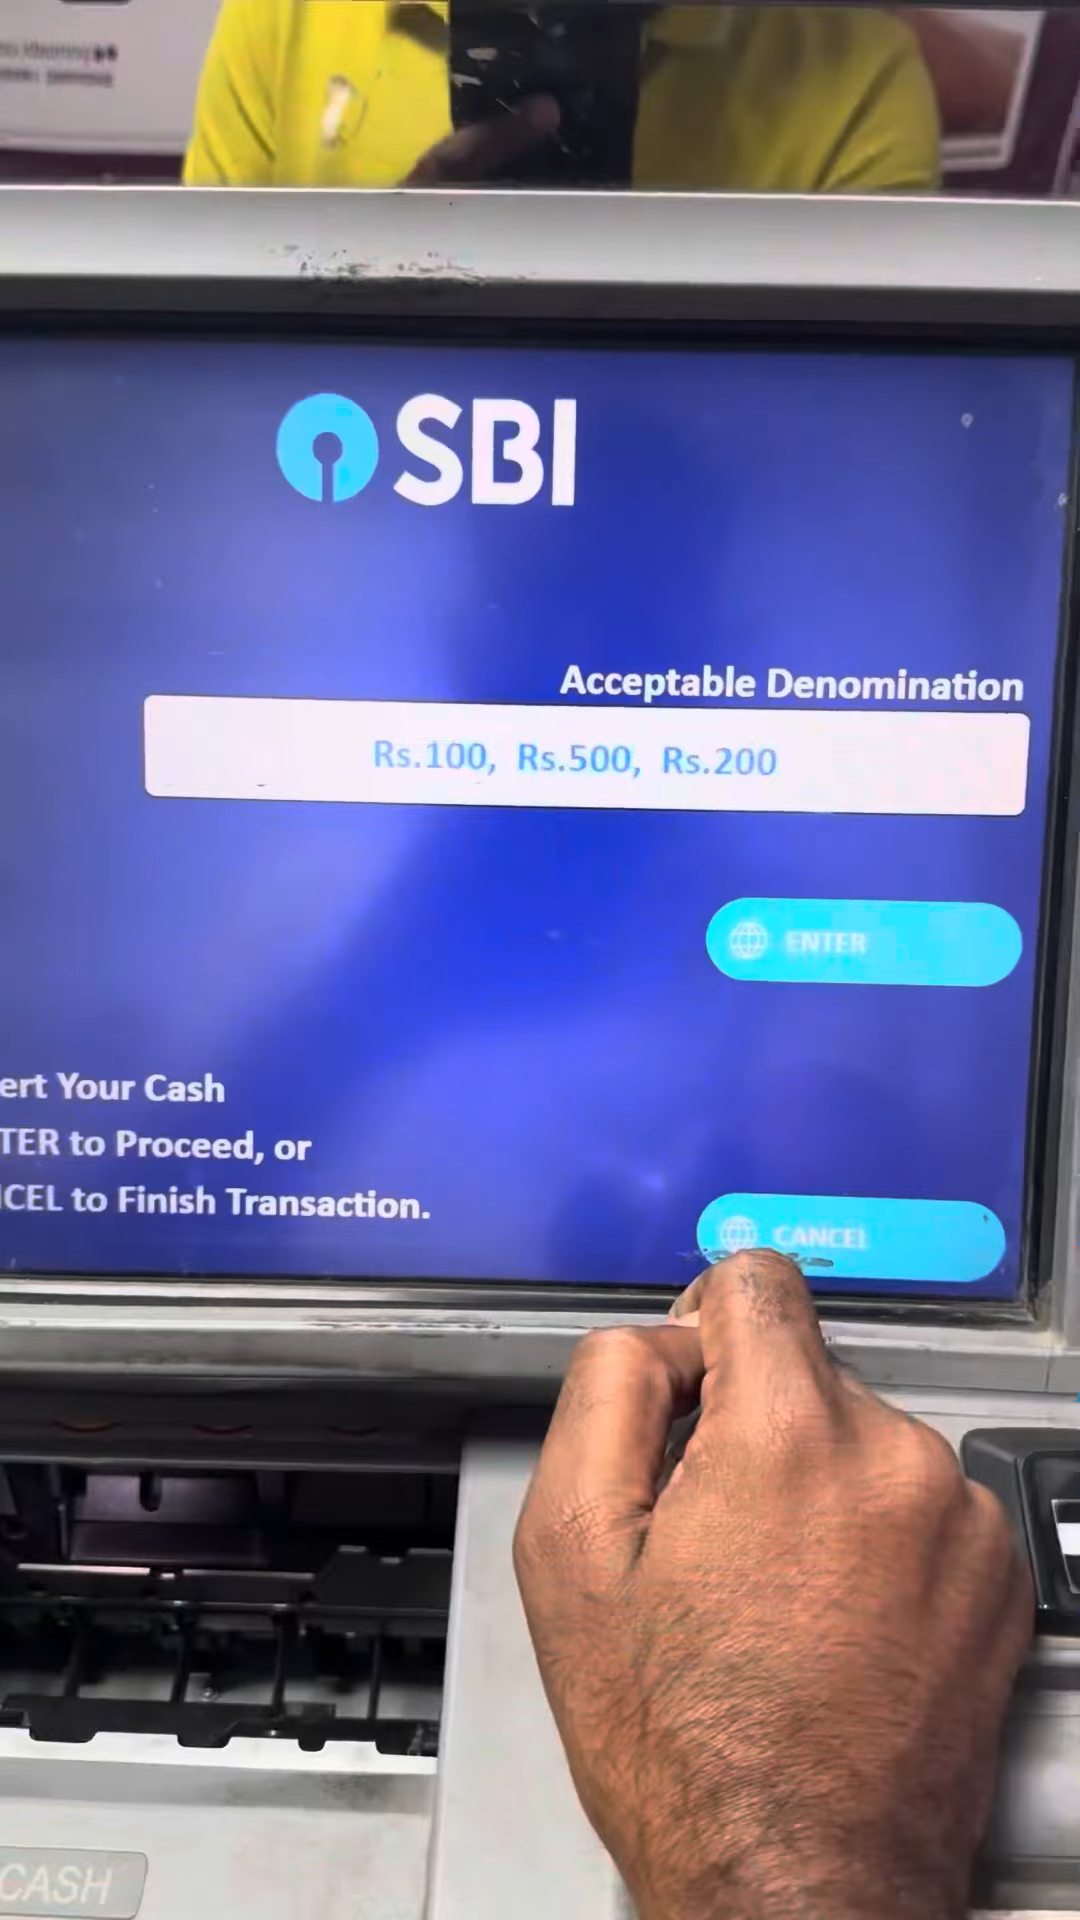 SBI
Acceptable Denomination
Rs.100, Rs.500, Rs.200
ENTER
ert Your Cash
TER to Proceed, or
CEL to Finish Transaction.
CANCEL
CASH